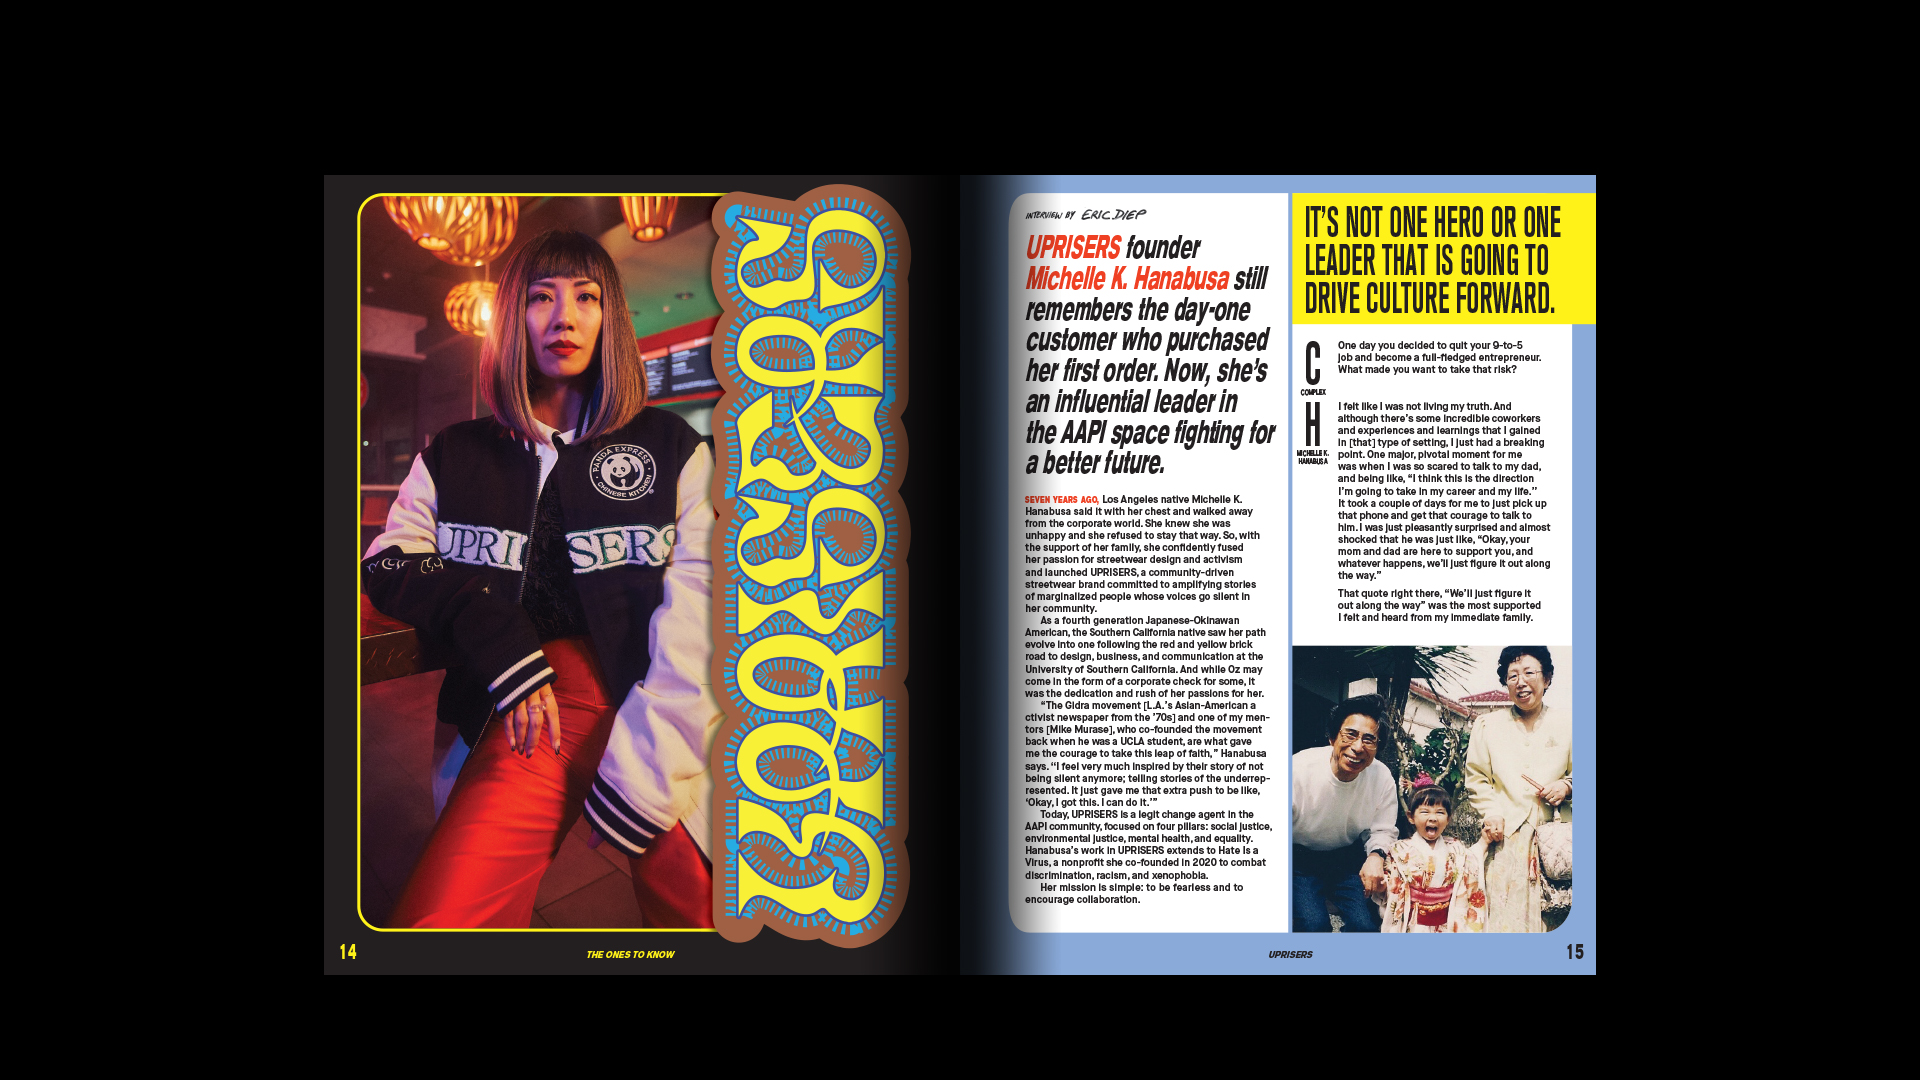 PANDA EXPRESS
CHINESE KITCHEN
UPRISERS
UPRISERS
14
THE ONES TO KNOW
INTERVIEW BY ERIC DIEP
UPRISERS founder
Michelle K. Hanabusa still
remembers the day-one
customer who purchased
her first order. Now, she's
an influential leader in
the AAPI space fighting for
a better future.
SEVEN YEARS AGO, Los Angeles native Michelle K.
Hanabusa said it with her chest and walked away
from the corporate world. She knew she was
unhappy and she refused to stay that way. So, with
the support of her family, she confidently fused
her passion for streetwear design and activism
and launched UPRISERS, a community-driven
streetwear brand committed to amplifying stories
of marginalized people whose voices go silent in
her community.
As a fourth generation Japanese-Okinawan
American, the Southern California native saw her path
evolve into one following the red and yellow brick
road to design, business, and communication at the
University of Southern California. And while Oz may
come in the form of a corporate check for some, it
was the dedication and rush of her passions for her.
“The Gidra movement [L.A.’s Asian-American a
ctivist newspaper from the ’70s] and one of my men-
tors [Mike Murase], who co-founded the movement
back when he was a UCLA student, are what gave
me the courage to take this leap of faith,” Hanabusa
says. “I feel very much inspired by their story of not
being silent anymore; telling stories of the underrep-
resented. It just gave me that extra push to be like,
‘Okay, I got this. I can do it.’”
Today, UPRISERS is a legit change agent in the
AAPI community, focused on four pillars: social justice,
environmental justice, mental health, and equality.
Hanabusa’s work in UPRISERS extends to Hate Is a
Virus, a nonprofit she co-founded in 2020 to combat
discrimination, racism, and xenophobia.
Her mission is simple: to be fearless and to
encourage collaboration.
IT’S NOT ONE HERO OR ONE
LEADER THAT IS GOING TO
DRIVE CULTURE FORWARD.
C
COMPLEX
One day you decided to quit your 9-to-5
job and become a full-fledged entrepreneur.
What made you want to take that risk?
H
MICHELLE K.
HANABUSA
I felt like I was not living my truth. And
although there’s some incredible coworkers
and experiences and learnings that I gained
in [that] type of setting, I just had a breaking
point. One major, pivotal moment for me
was when I was so scared to talk to my dad,
and being like, “I think this is the direction
I’m going to take in my career and my life.”
It took a couple of days for me to just pick up
that phone and get that courage to talk to
him. I was just pleasantly surprised and almost
shocked that he was just like, “Okay, your
mom and dad are here to support you, and
whatever happens, we’ll just figure it out along
the way.”
That quote right there, “We’ll just figure it
out along the way” was the most supported
I felt and heard from my immediate family.
UPRISERS
15